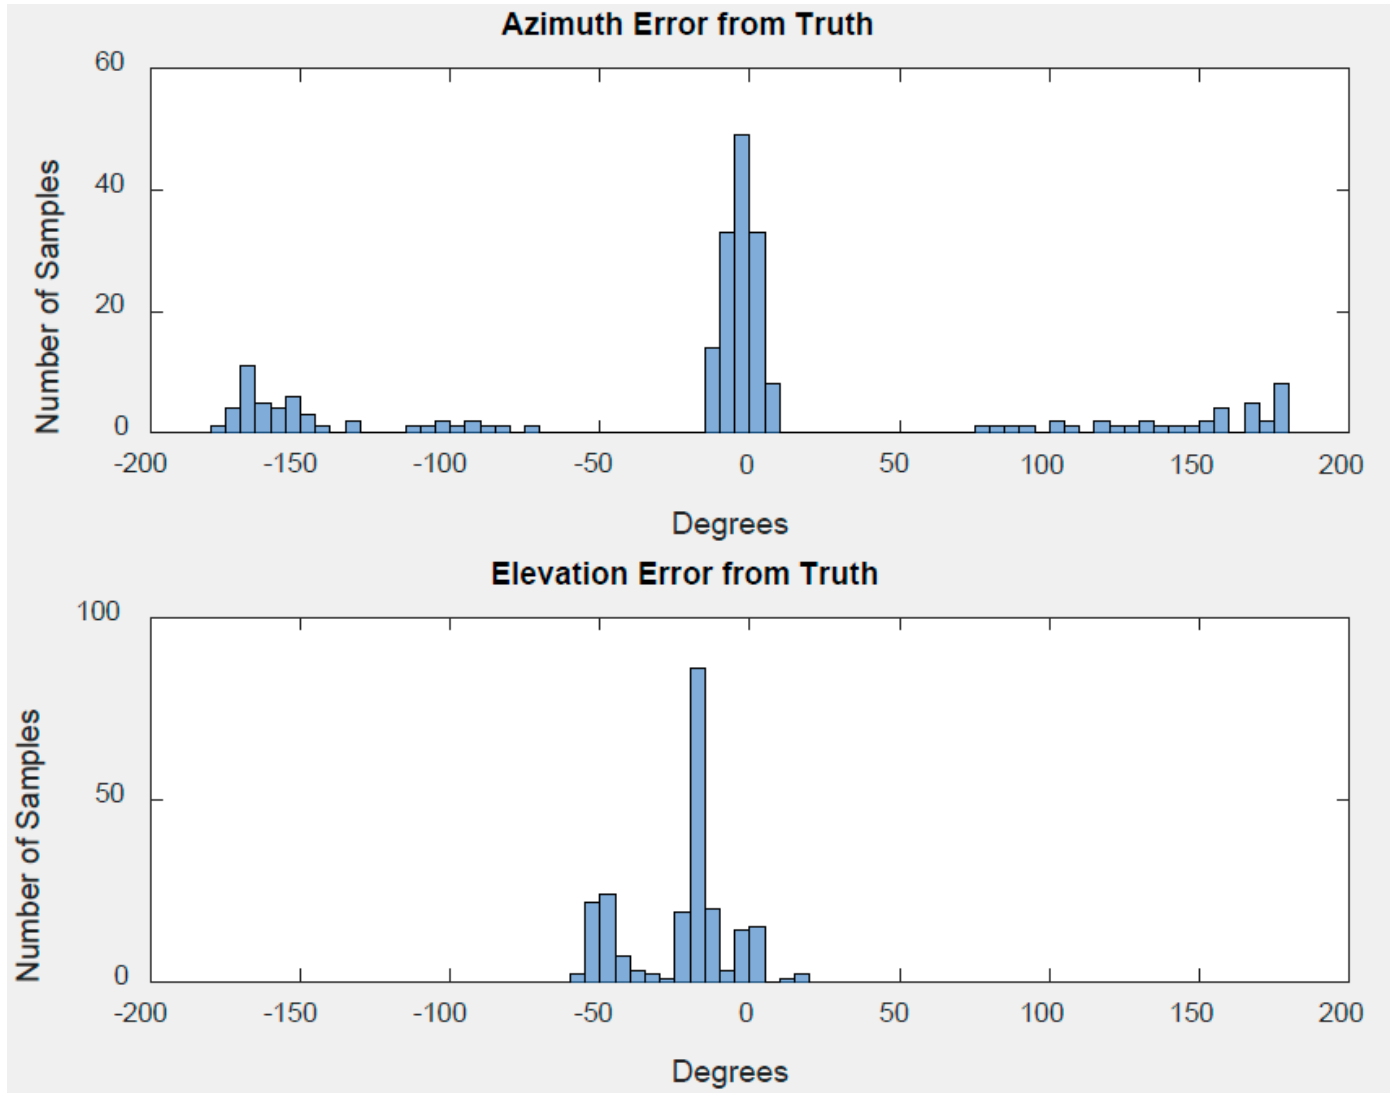 Azimuth Error from Truth
60
40
20
0
Number of Samples
-200 -150 -100 -50 0 50 100 150 200
Degrees
Elevation Error from Truth
100
50
0
Number of Samples
-200 -150 -100 -50 0 50 100 150 200
Degrees